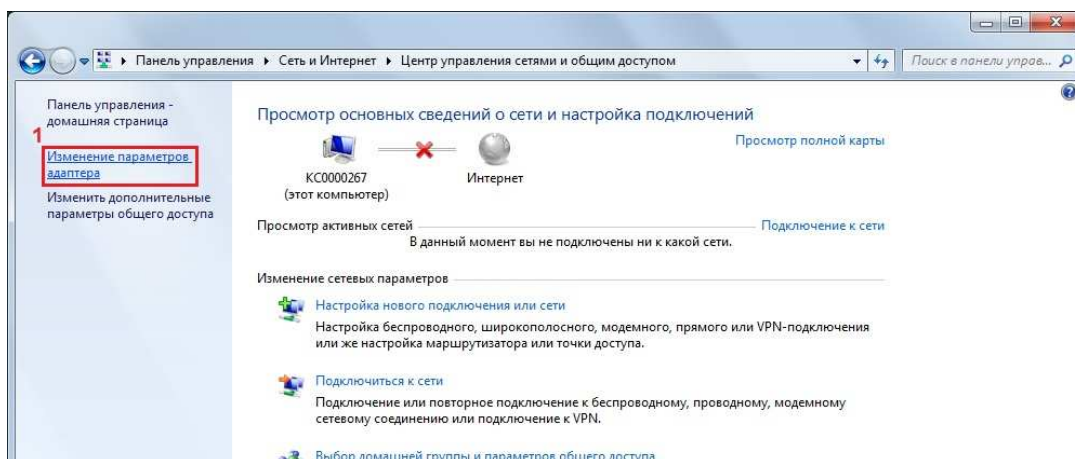 Панель управления ▸ Сеть и Интернет ▸ Центр управления сетями и общим доступом
Поиск в панели управ...
Панель управления -
домашняя страница
1
Изменение параметров
адаптера
Изменить дополнительные
параметры общего доступа
Просмотр основных сведений о сети и настройка подключений
Просмотр полной карты
KC0000267
(этот компьютер)
Интернет
Просмотр активных сетей
Подключение к сети
В данный момент вы не подключены ни к какой сети.
Изменение сетевых параметров
Настройка нового подключения или сети
Настройка беспроводного, широкополосного, модемного, прямого или VPN-подключения
или же настройка маршрутизатора или точки доступа.
Подключиться к сети
Подключение или повторное подключение к беспроводному, проводному, модемному
сетевому соединению или подключение к VPN.
Выбор домашней группы и параметров общего доступа